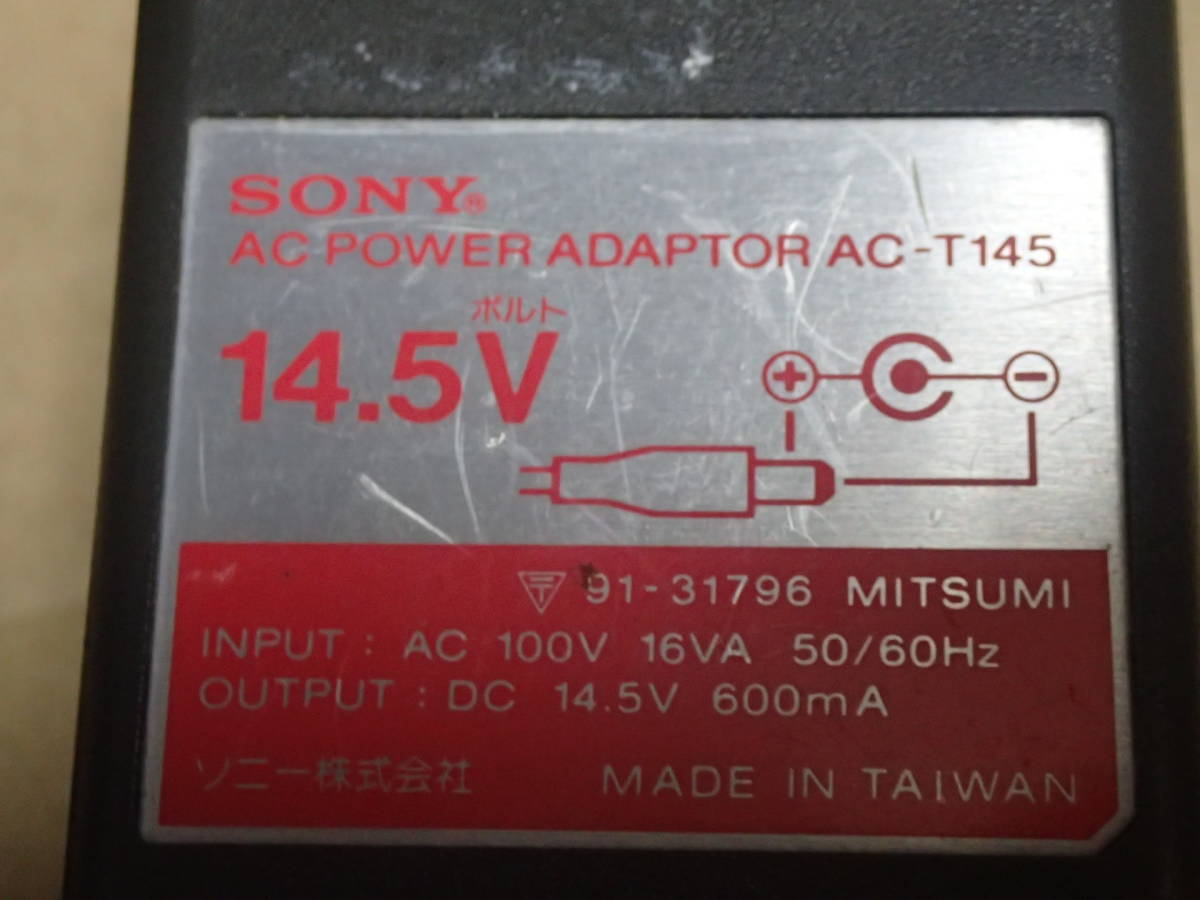 SONY®
AC POWER ADAPTOR AC-T145
ボルト
14.5V
+ -
〒 91-31796 MITSUMI
INPUT : AC 100V 16VA 50/60Hz
OUTPUT : DC 14.5V 600mA
ソニー株式会社 MADE IN TAIWAN